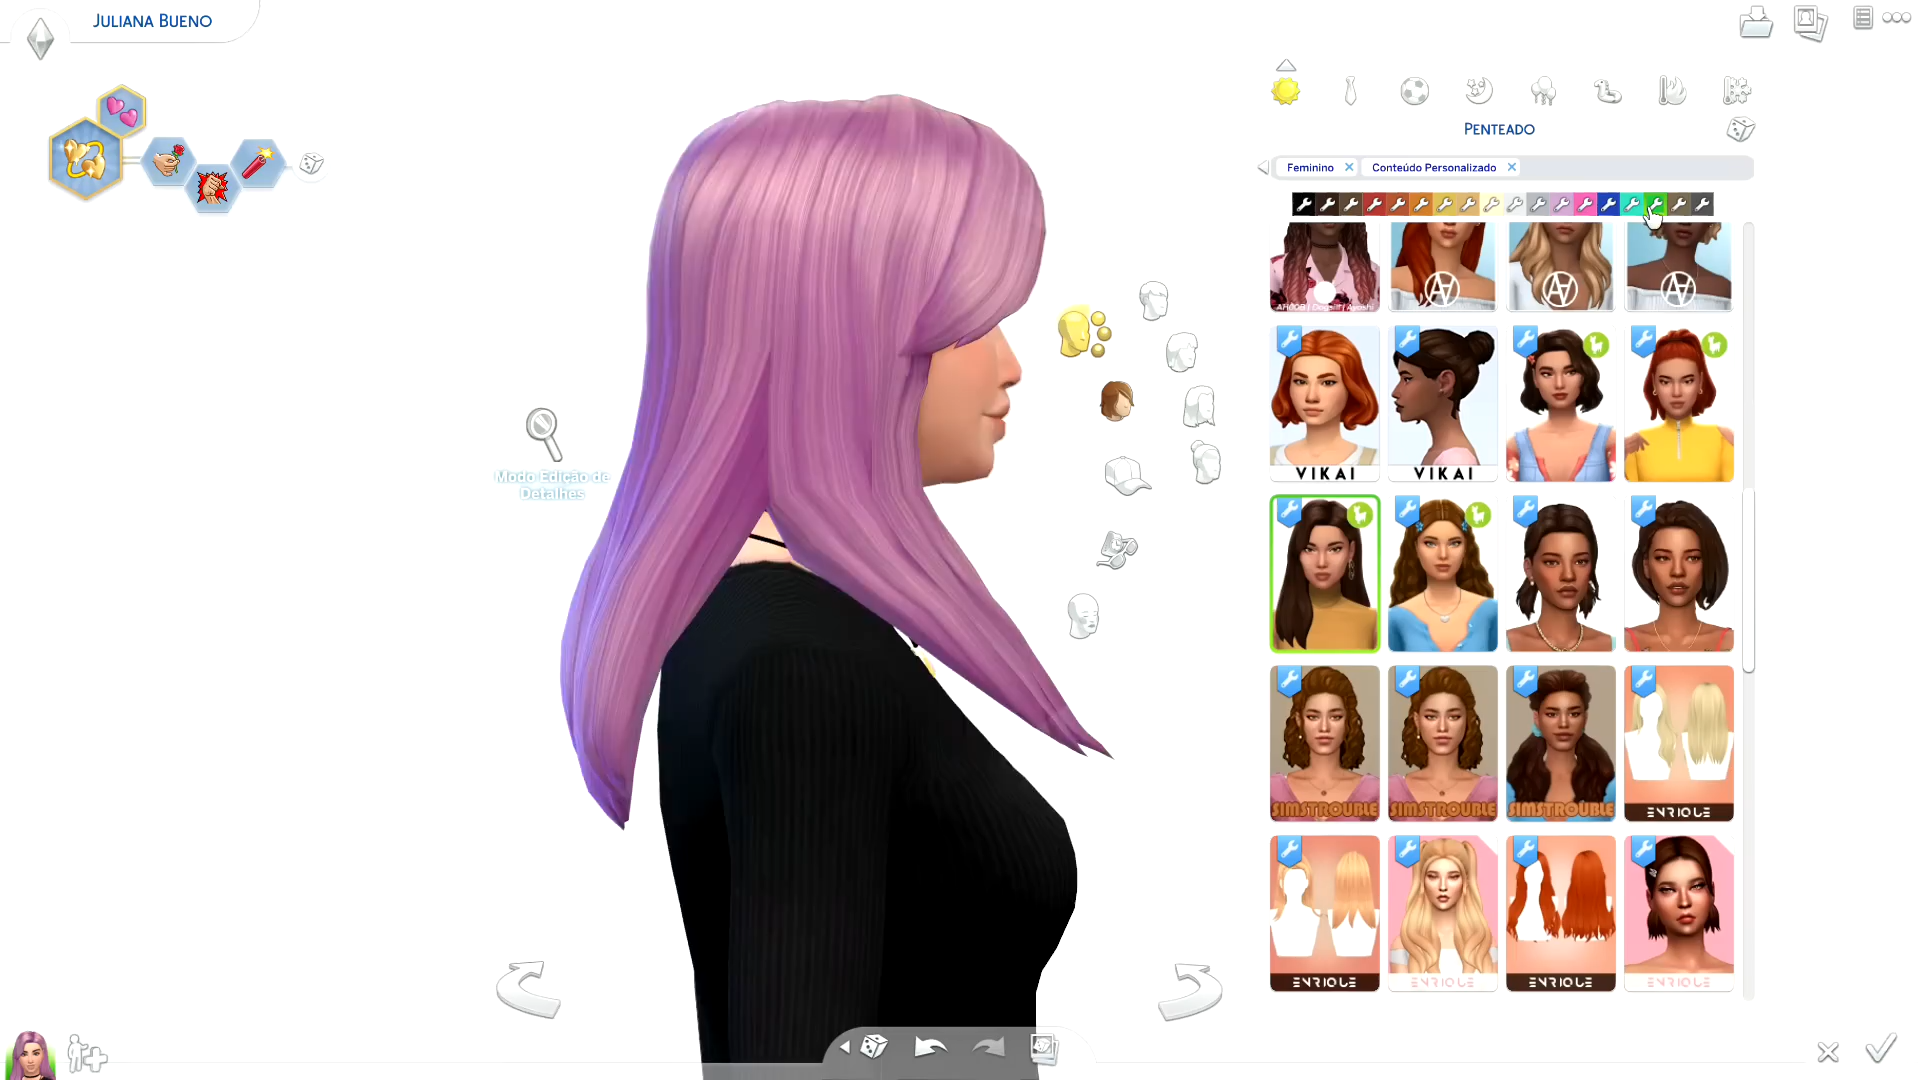 JULIANA BUENO
PENTEADO
Feminino
Conteúdo Personalizado
Modo Edição de
Detalhes
VIKAI
VIKAI
SIMSTROUBLE
SIMSTROUBLE
SIMSTROUBLE
ENRIQUE
ENRIQUE
ENRIQUE
ENRIQUE
ENRIQUE